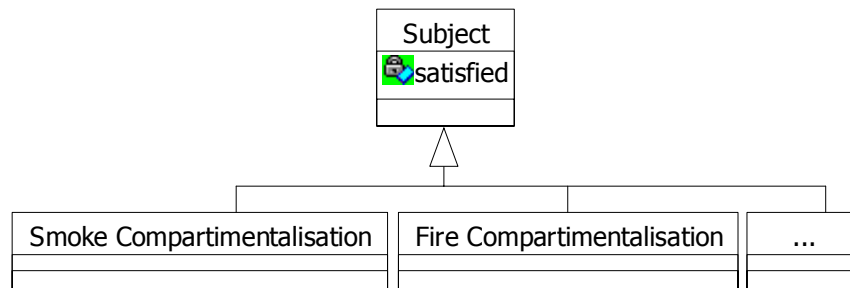 Subject
satisfied
Smoke Compartimentalisation
Fire Compartimentalisation
...